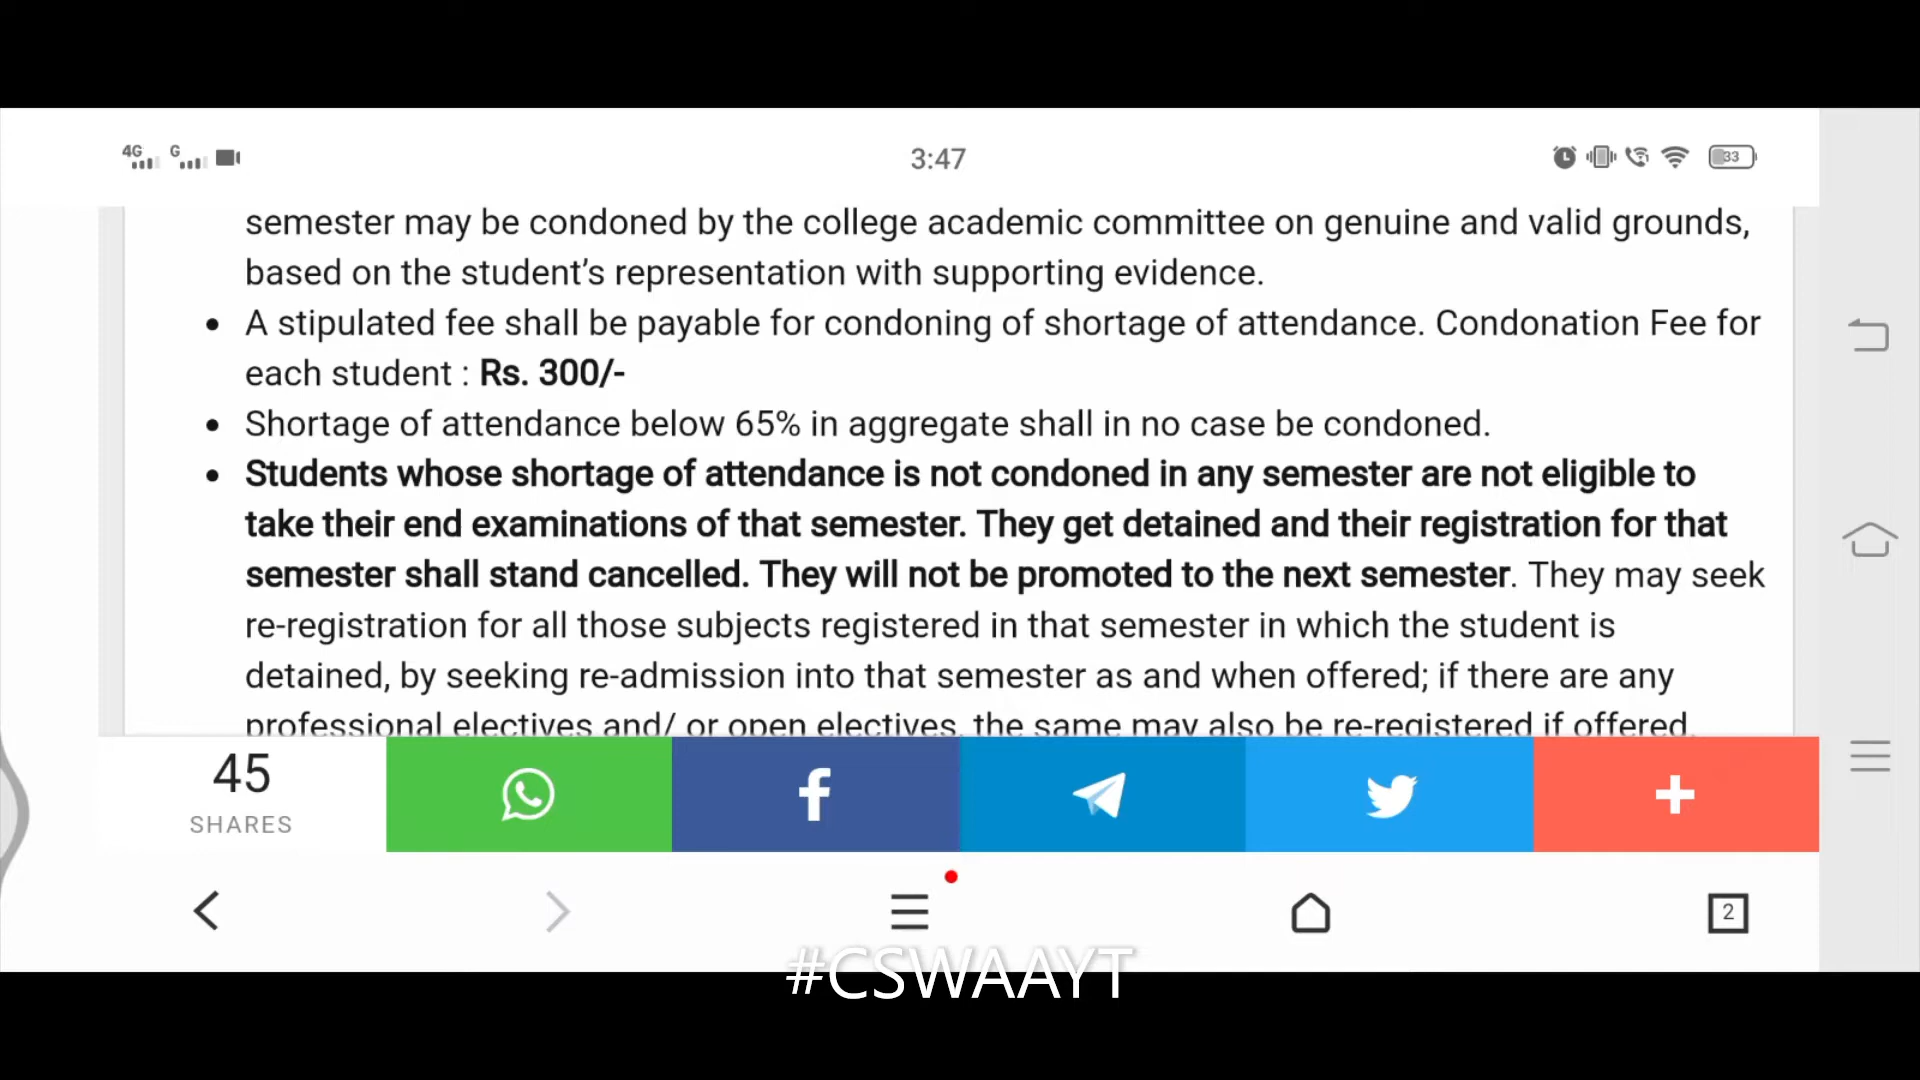 4G G 3:47 33
semester may be condoned by the college academic committee on genuine and valid grounds,
based on the student’s representation with supporting evidence.
• A stipulated fee shall be payable for condoning of shortage of attendance. Condonation Fee for
each student : Rs. 300/-
• Shortage of attendance below 65% in aggregate shall in no case be condoned.
• Students whose shortage of attendance is not condoned in any semester are not eligible to
take their end examinations of that semester. They get detained and their registration for that
semester shall stand cancelled. They will not be promoted to the next semester. They may seek
re-registration for all those subjects registered in that semester in which the student is
detained, by seeking re-admission into that semester as and when offered; if there are any
professional electives and/ or open electives, the same may also be re-registered if offered.
45
SHARES
2
#CSWAAYT